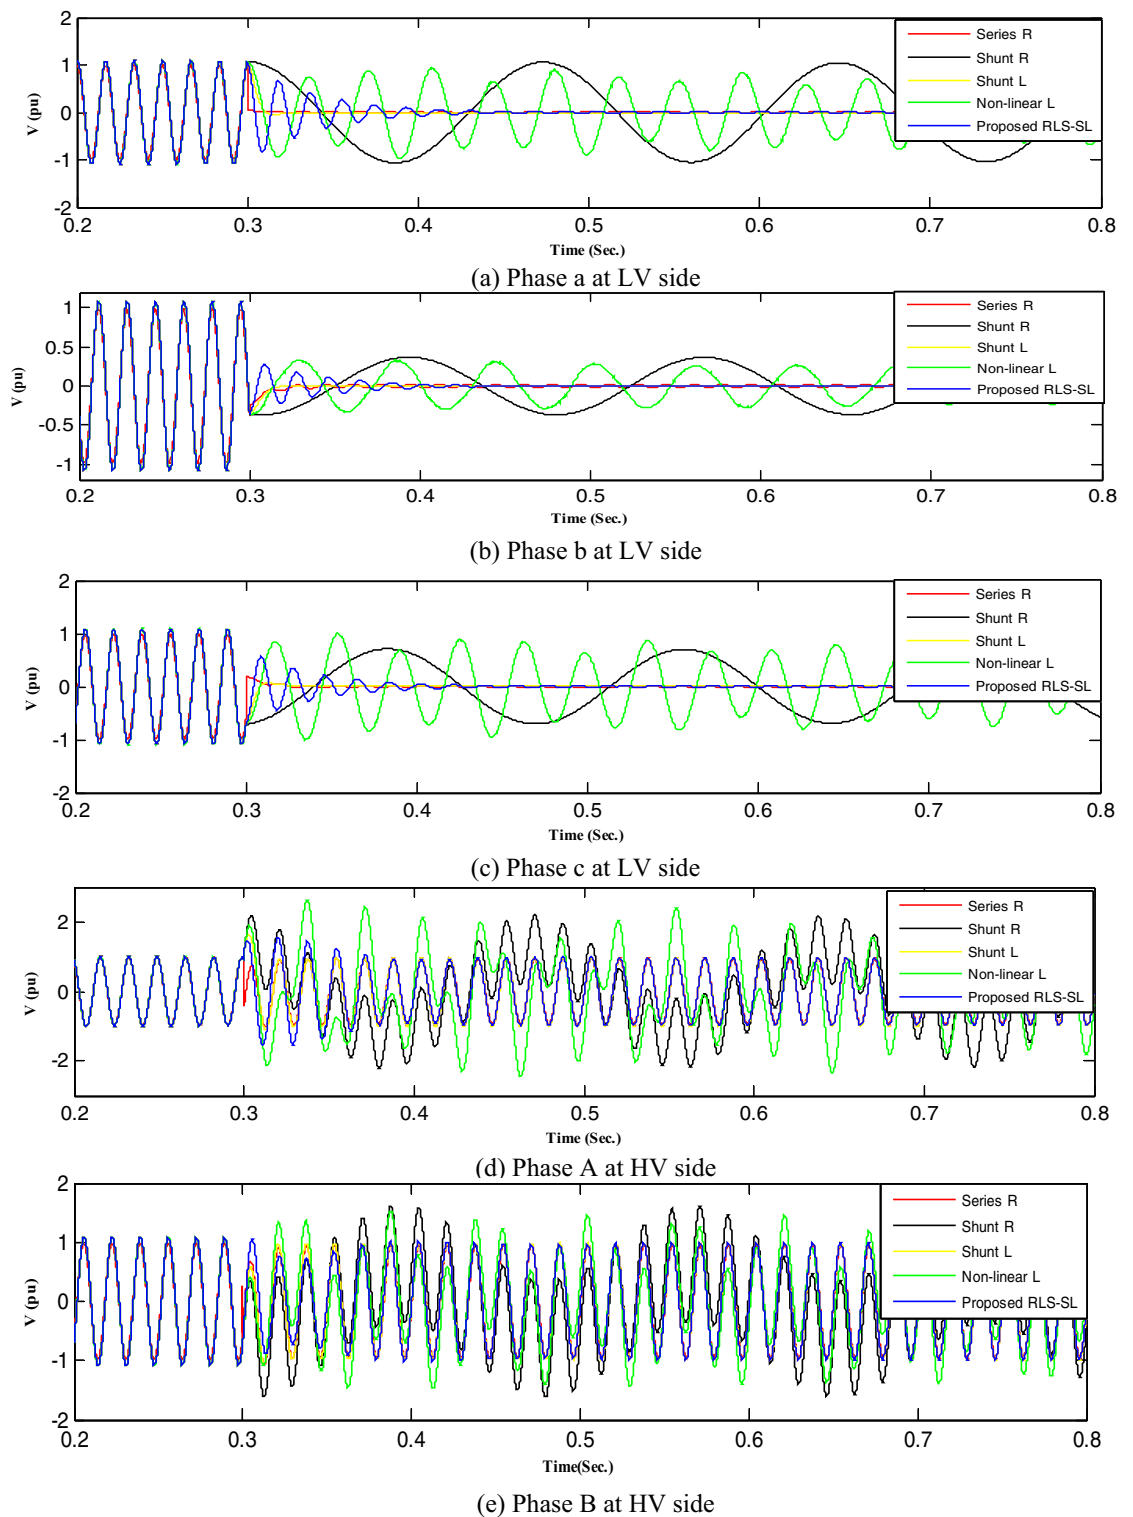 2
1
0
-1
-2
V (pu)
0.2
0.3
0.4
0.5
0.6
0.7
0.8
Time (Sec.)
Series R
Shunt R
Shunt L
Non-linear L
Proposed RLS-SL
(a) Phase a at LV side
1
0.5
0
-0.5
-1
V (pu)
0.2
0.3
0.4
0.5
0.6
0.7
0.8
Time (Sec.)
Series R
Shunt R
Shunt L
Non-linear L
Proposed RLS-SL
(b) Phase b at LV side
2
1
0
-1
-2
V (pu)
0.2
0.3
0.4
0.5
0.6
0.7
0.8
Time (Sec.)
Series R
Shunt R
Shunt L
Non-linear L
Proposed RLS-SL
(c) Phase c at LV side
2
0
-2
V (pu)
0.2
0.3
0.4
0.5
0.6
0.7
0.8
Time (Sec.)
Series R
Shunt R
Shunt L
Non-linear L
Proposed RLS-SL
(d) Phase A at HV side
2
1
0
-1
-2
V (pu)
0.2
0.3
0.4
0.5
0.6
0.7
0.8
Time(Sec.)
Series R
Shunt R
Shunt L
Non-linear L
Proposed RLS-SL
(e) Phase B at HV side